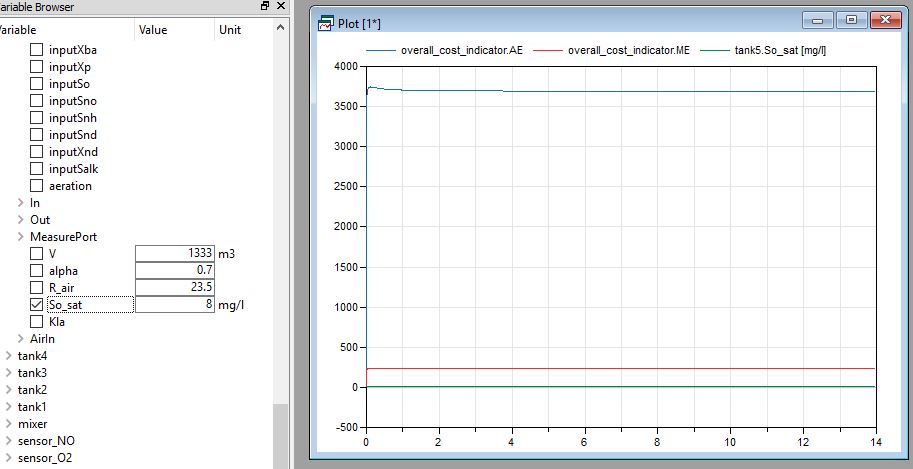 ariable Browser
Variable Value Unit
inputXba
inputXp
inputSo
inputSno
inputSnh
inputSnd
inputXnd
inputSalk
aeration
In
Out
MeasurePort
V 1333 m3
alpha 0.7
R_air 23.5
So_sat 8 mg/l
Kla
AirIn
tank4
tank3
tank2
tank1
mixer
sensor_NO
sensor_O2
Plot [1*]
overall_cost_indicator.AE overall_cost_indicator.ME tank5.So_sat [mg/l]
4000
3500
3000
2500
2000
1500
1000
500
0
-500
0 2 4 6 8 10 12 14